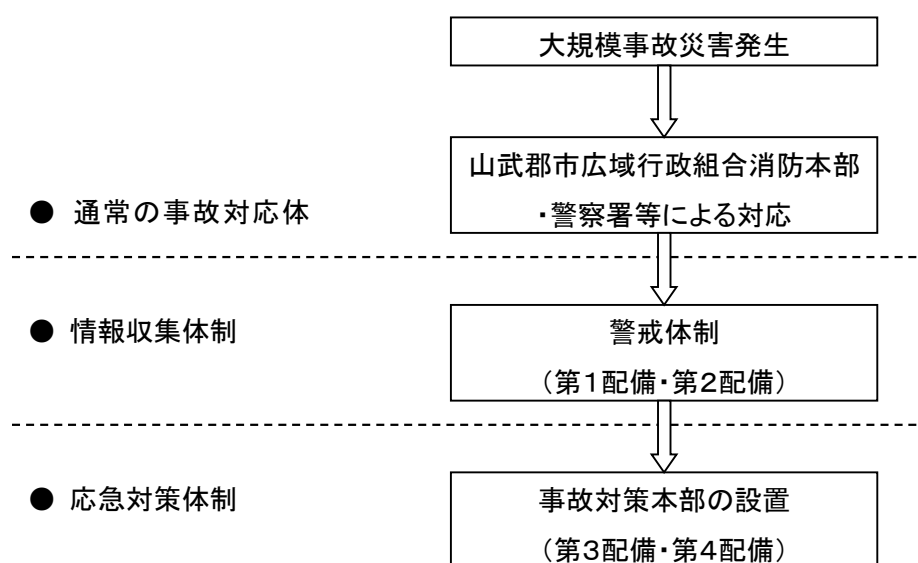 大規模事故災害発生
山武郡市広域行政組合消防本部
・警察署等による対応
● 通常の事故対応体
● 情報収集体制
警戒体制
（第１配備・第２配備）
● 応急対策体制
事故対策本部の設置
（第３配備・第４配備）